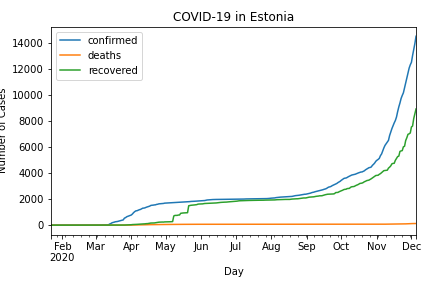 COVID-19 in Estonia
confirmed
deaths
recovered
14000
12000
10000
8000
6000
4000
2000
0
Number of Cases
Feb Mar Apr May Jun Jul Aug Sep Oct Nov Dec
2020
Day